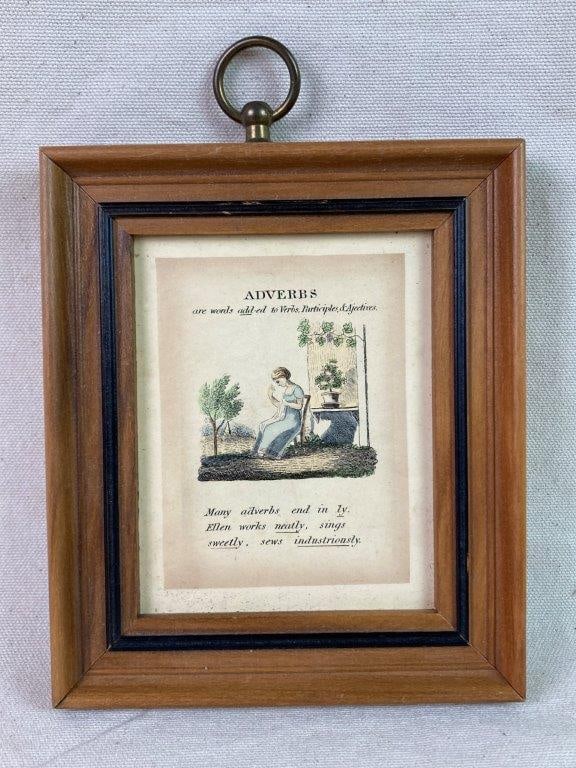 ADVERBS
are words add-ed to Verbs, Participles, & Ajectives.
Many adverbs end in ly.
Ellen works neatly, sings
sweetly, sews industriously.